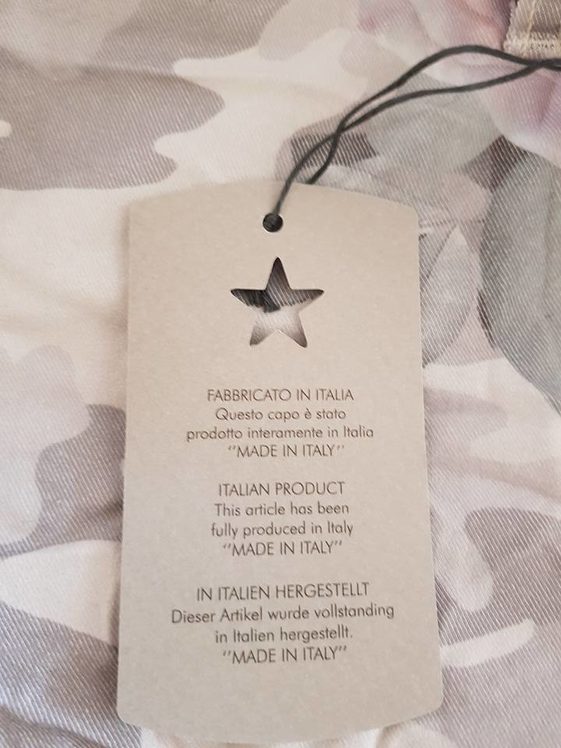 FABBRICATO IN ITALIA
Questo capo è stato
prodotto interamente in Italia
‘‘MADE IN ITALY’’
ITALIAN PRODUCT
This article has been
fully produced in Italy
‘‘MADE IN ITALY’’
IN ITALIEN HERGESTELLT
Dieser Artikel wurde vollstanding
in Italien hergestellt.
‘‘MADE IN ITALY’’